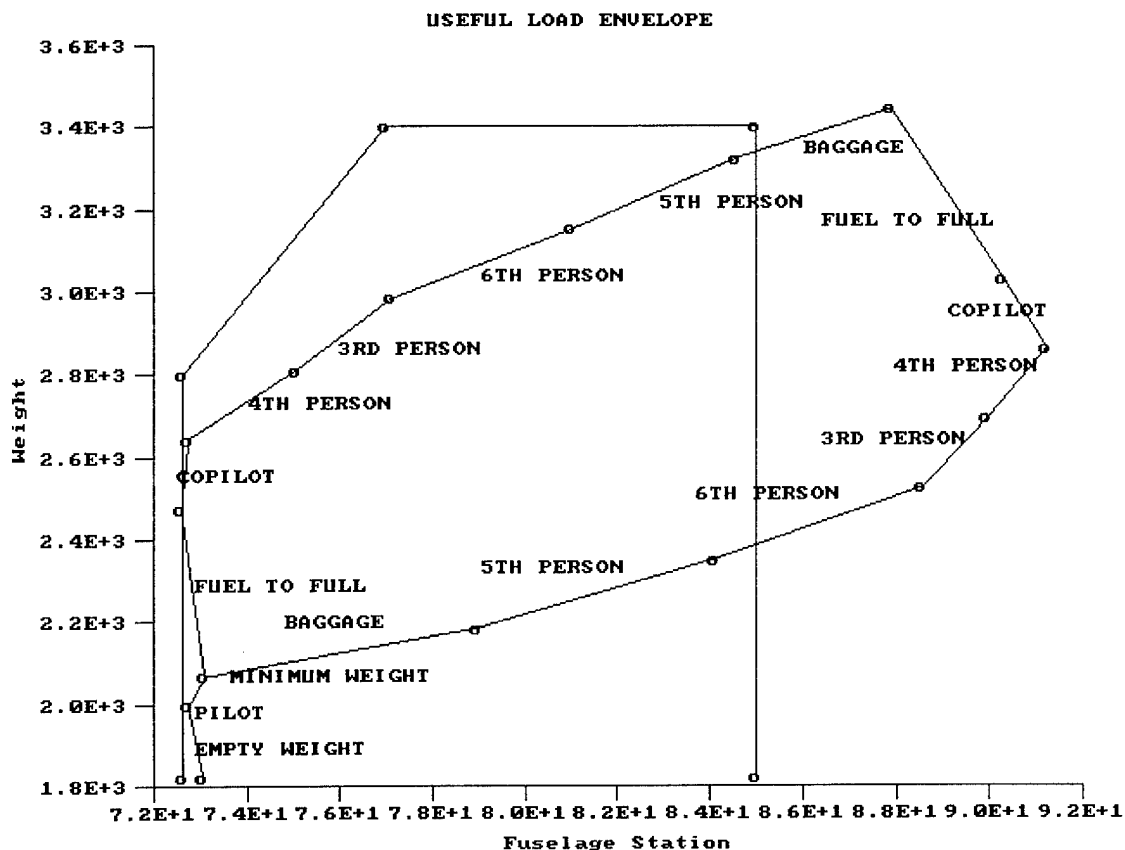 USEFUL LOAD ENVELOPE
3.6E+3
3.4E+3
BAGGAGE
5TH PERSON
3.2E+3
FUEL TO FULL
6TH PERSON
3.0E+3
COPILOT
3RD PERSON
4TH PERSON
2.8E+3
4TH PERSON
Weight
3RD PERSON
2.6E+3
COPILOT
6TH PERSON
2.4E+3
5TH PERSON
FUEL TO FULL
BAGGAGE
2.2E+3
MINIMUM WEIGHT
2.0E+3
PILOT
EMPTY WEIGHT
1.8E+3
7.2E+1 7.4E+1 7.8E+1 8.0E+1 8.2E+1 8.4E+1 8.6E+1 8.8E+1 9.0E+1 9.2E+1
Fuselage Station